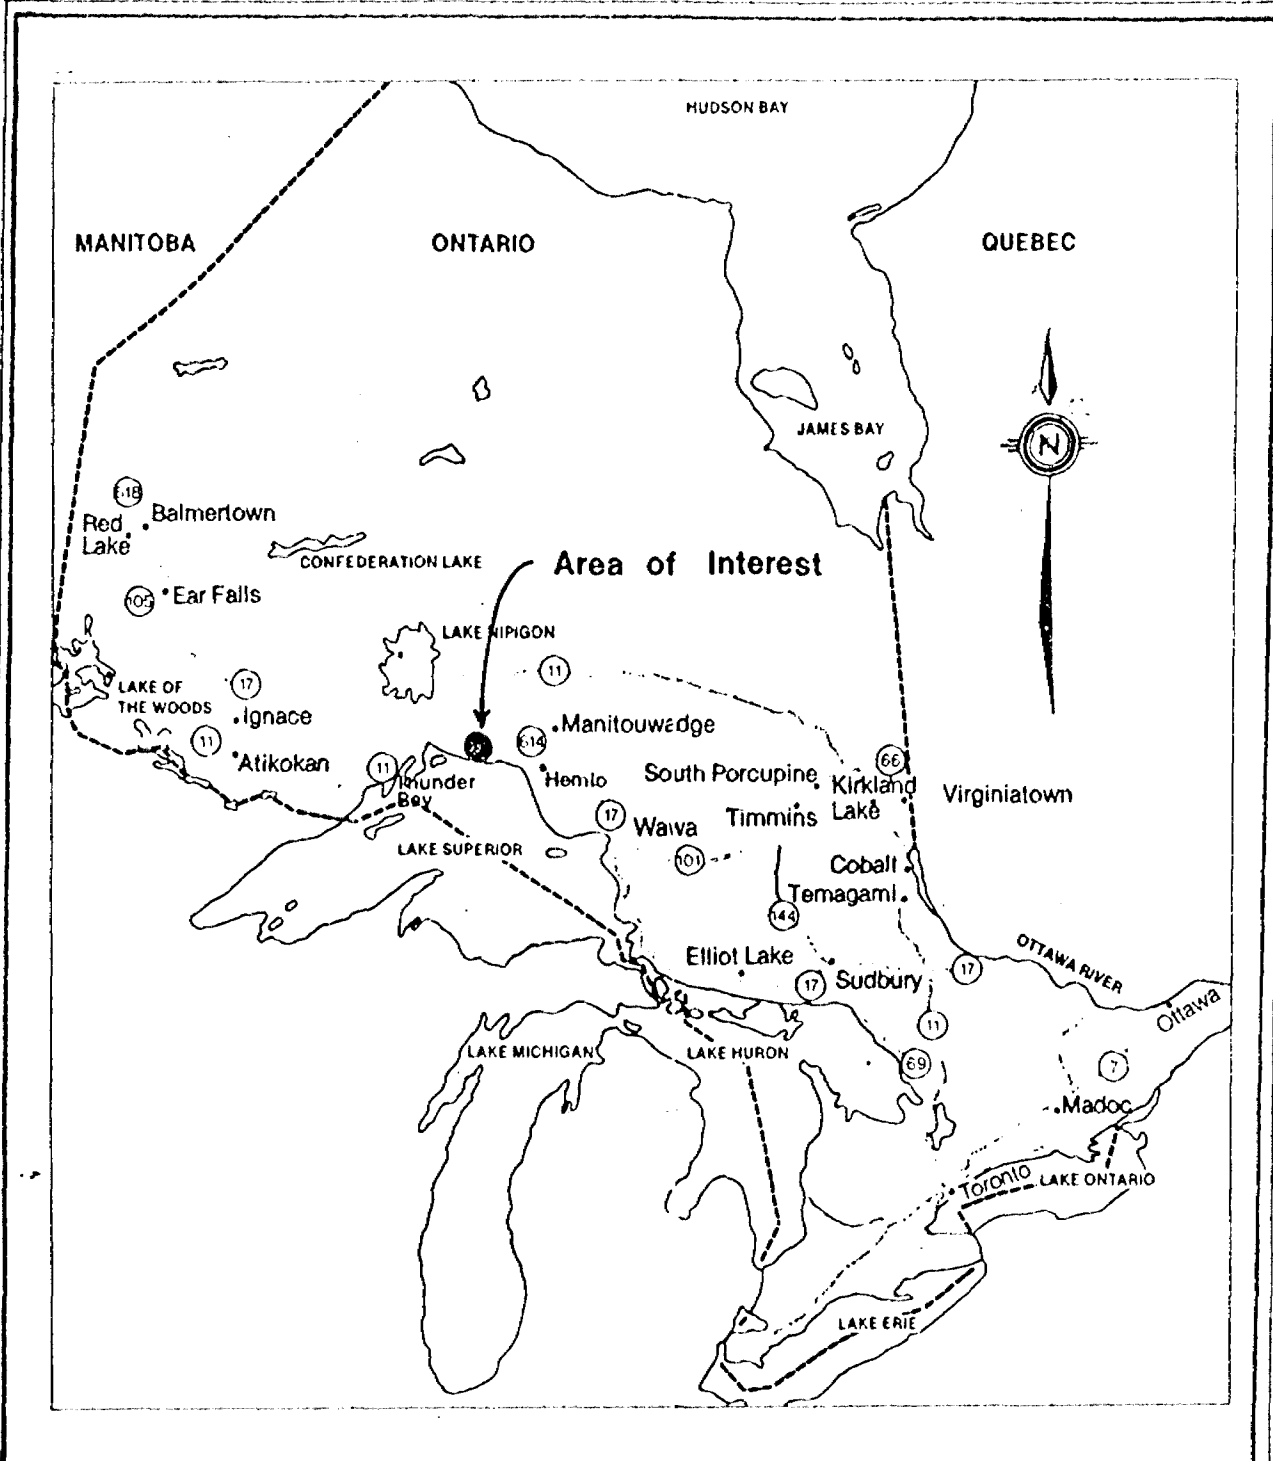 HUDSON BAY
MANITOBA
ONTARIO
QUEBEC
JAMES BAY
N
618
Red
Lake
Balmertown
CONFEDERATION LAKE
Area of Interest
105
Ear Falls
LAKE NIPIGON
11
17
LAKE OF
THE WOODS
Ignace
11
Atikokan
11
Thunder
Bay
614
Manitouwadge
Hemlo
South Porcupine
66
Kirkland
Lake
Virginiatown
17
Wawa
Timmins
LAKE SUPERIOR
101
Cobalt
Temagami
144
Elliot Lake
17
Sudbury
17
OTTAWA RIVER
Ottawa
11
LAKE MICHIGAN
LAKE HURON
69
7
Madoc
Toronto
LAKE ONTARIO
LAKE ERIE